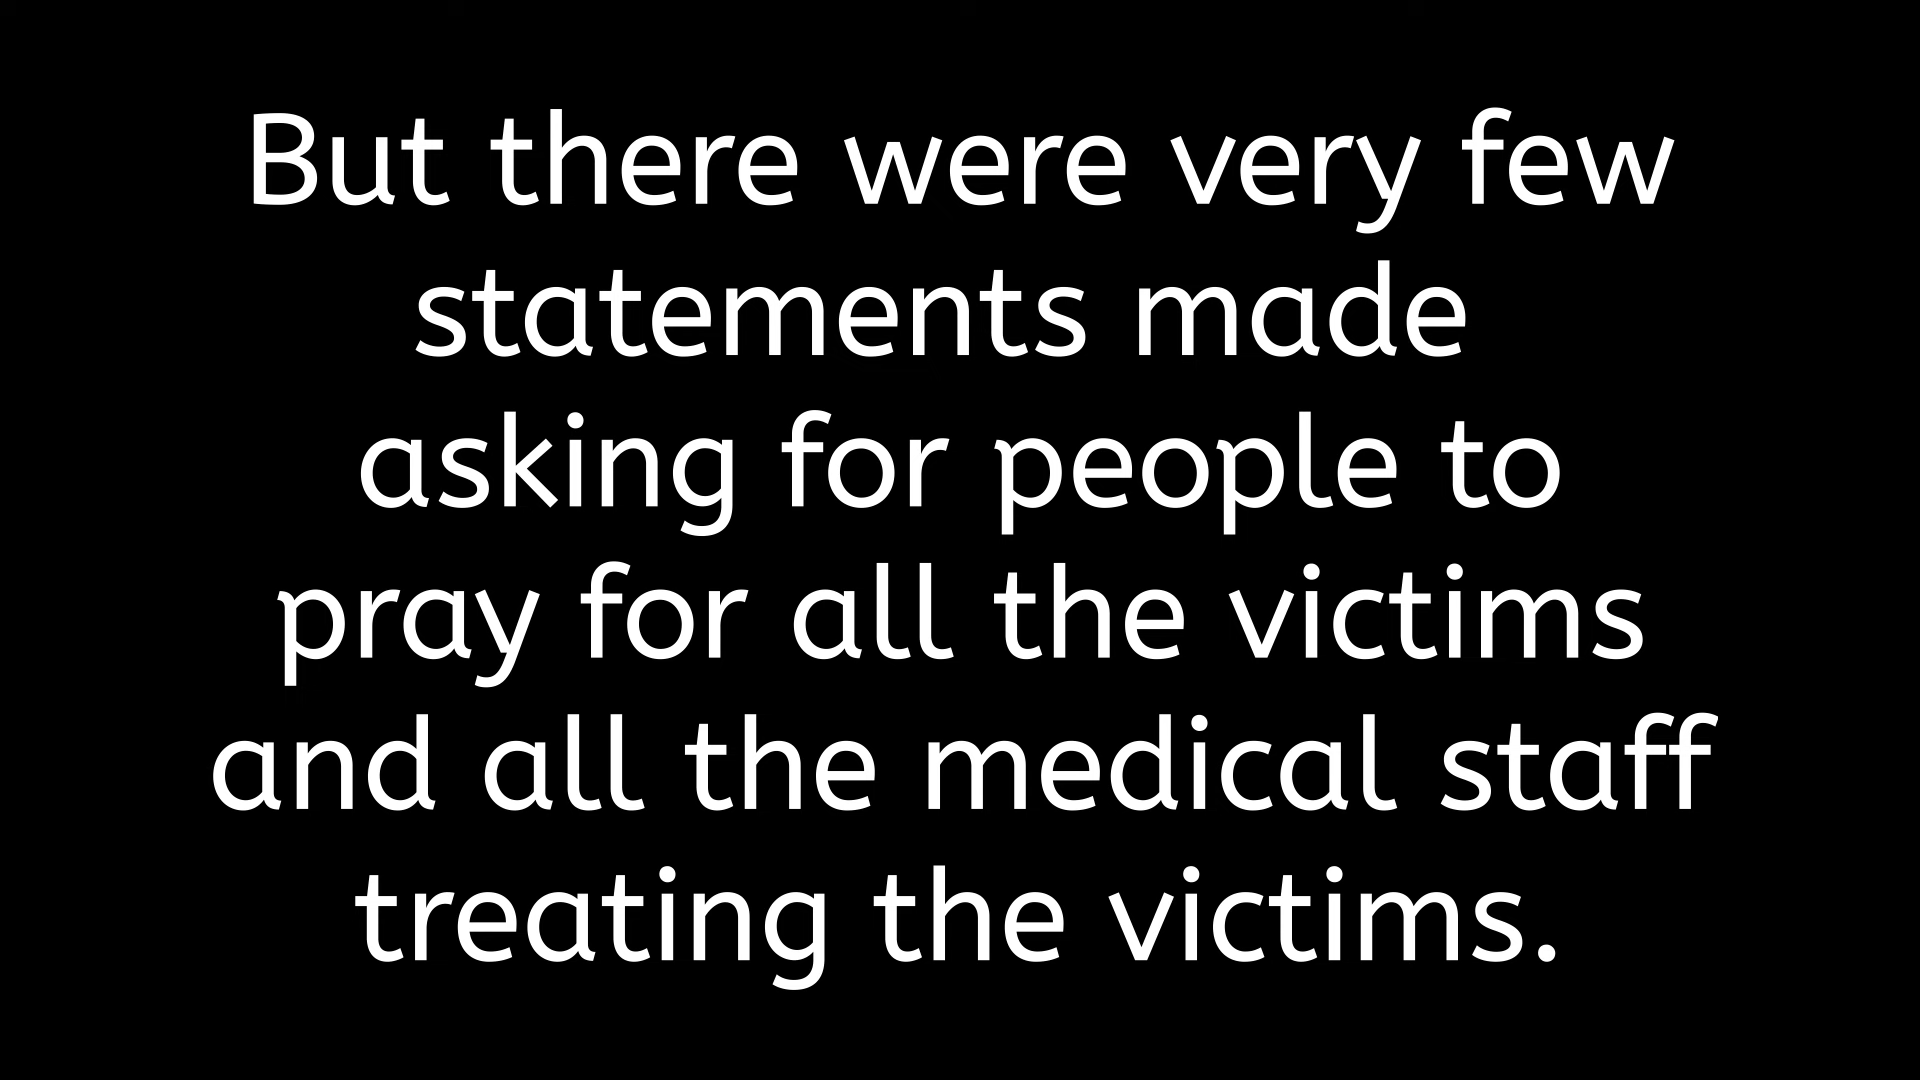 But there were very few
statements made
asking for people to
pray for all the victims
and all the medical staff
treating the victims.